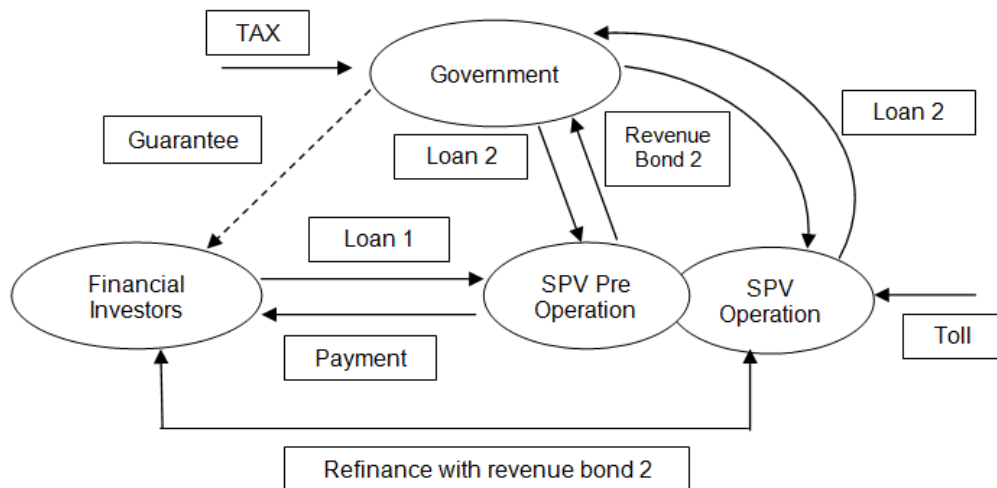 TAX
Government
Guarantee
Loan 2
Revenue
Bond 2
Loan 2
Loan 1
Financial
Investors
SPV Pre
Operation
SPV
Operation
Payment
Toll
Refinance with revenue bond 2